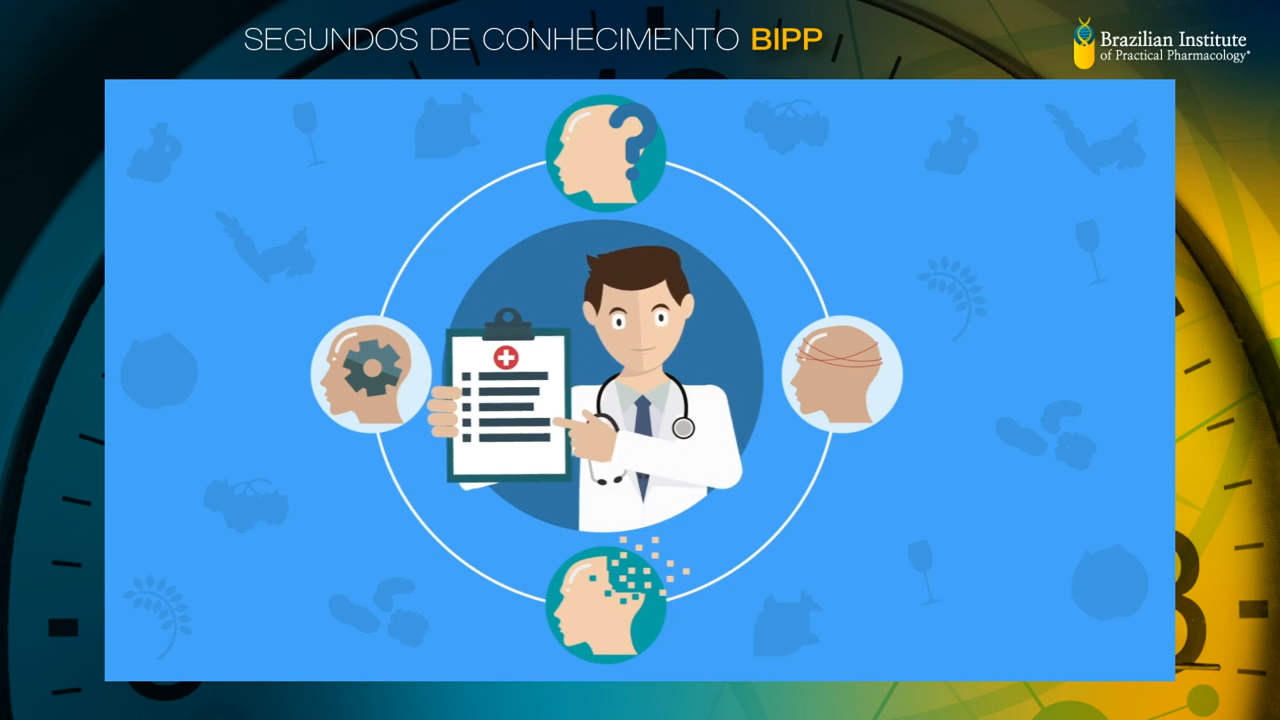 SEGUNDOS DE CONHECIMENTO BIPP
Brazilian Institute
of Practical Pharmacology®